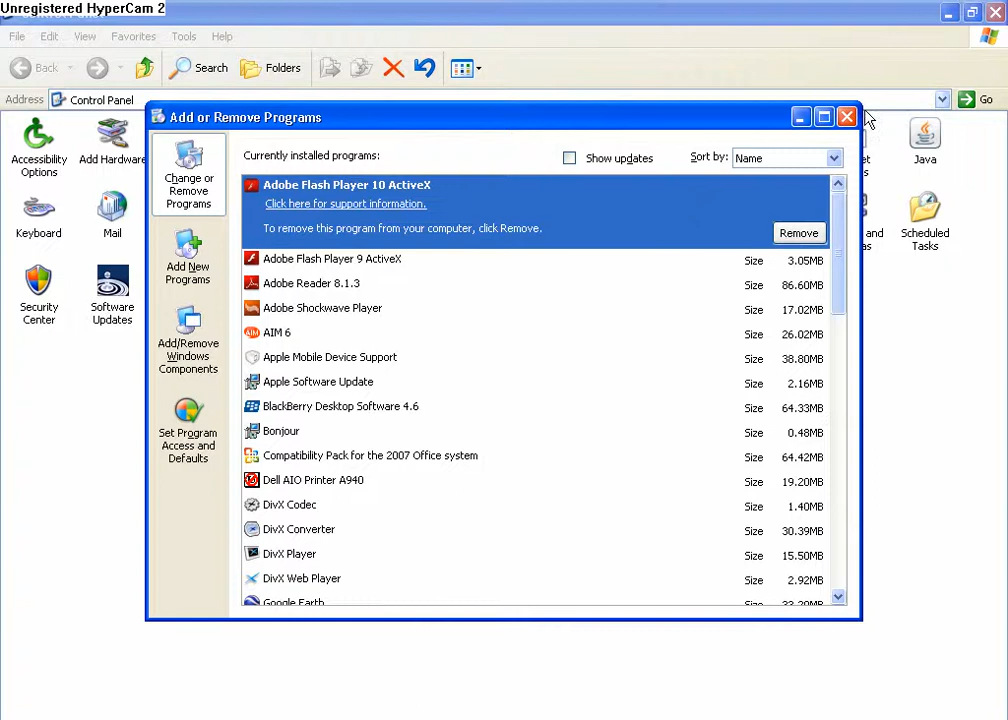 Unregistered HyperCam 2
File Edit View Favorites Tools Help
Back Search Folders
Address Control Panel Go
Add or Remove Programs
Accessibility Options
Add Hardware
Java
Keyboard
Mail
Scheduled Tasks
Security Center
Software Updates
Change or Remove Programs
Add New Programs
Add/Remove Windows Components
Set Program Access and Defaults
Currently installed programs:
Show updates
Sort by: Name
Adobe Flash Player 10 ActiveX
Click here for support information.
To remove this program from your computer, click Remove.
Remove
Adobe Flash Player 9 ActiveX Size 3.05MB
Adobe Reader 8.1.3 Size 86.60MB
Adobe Shockwave Player Size 17.02MB
AIM 6 Size 26.02MB
Apple Mobile Device Support Size 38.80MB
Apple Software Update Size 2.16MB
BlackBerry Desktop Software 4.6 Size 64.33MB
Bonjour Size 0.48MB
Compatibility Pack for the 2007 Office system Size 64.42MB
Dell AIO Printer A940 Size 19.20MB
DivX Codec Size 1.40MB
DivX Converter Size 30.39MB
DivX Player Size 15.50MB
DivX Web Player Size 2.92MB
Google Earth Size